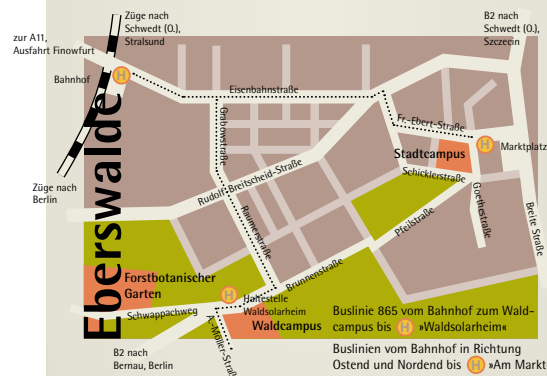 Züge nach
Schwedt (O.),
Stralsund
B2 nach
Schwedt (O.),
Szczecin
zur A11,
Ausfahrt Finowfurt
Bahnhof
H
Eisenbahnstraße
Grabowstraße
Fr.-Ebert-Straße
H
Marktplatz
Stadtcampus
Schicklerstraße
Eberswalde
Züge nach
Berlin
Rudolf-Breitscheid-Straße
Raumerstraße
Goethestraße
Pfeilstraße
Breite Straße
Brunnenstraße
Forstbotanischer
Garten
H
Haltestelle
Waldsolarheim
Schwappachweg
Waldcampus
K.-Möller-Straße
B2 nach
Bernau, Berlin
Buslinie 865 vom Bahnhof zum Wald-
campus bis H »Waldsolarheim«
Buslinien vom Bahnhof in Richtung
Ostend und Nordend bis H »Am Markt